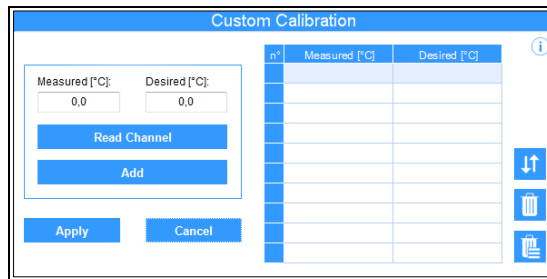 Custom Calibration
n° Measured [°C] Desired [°C]
i
Measured [°C]: Desired [°C]:
0,0 0,0
Read Channel
Add
Apply Cancel